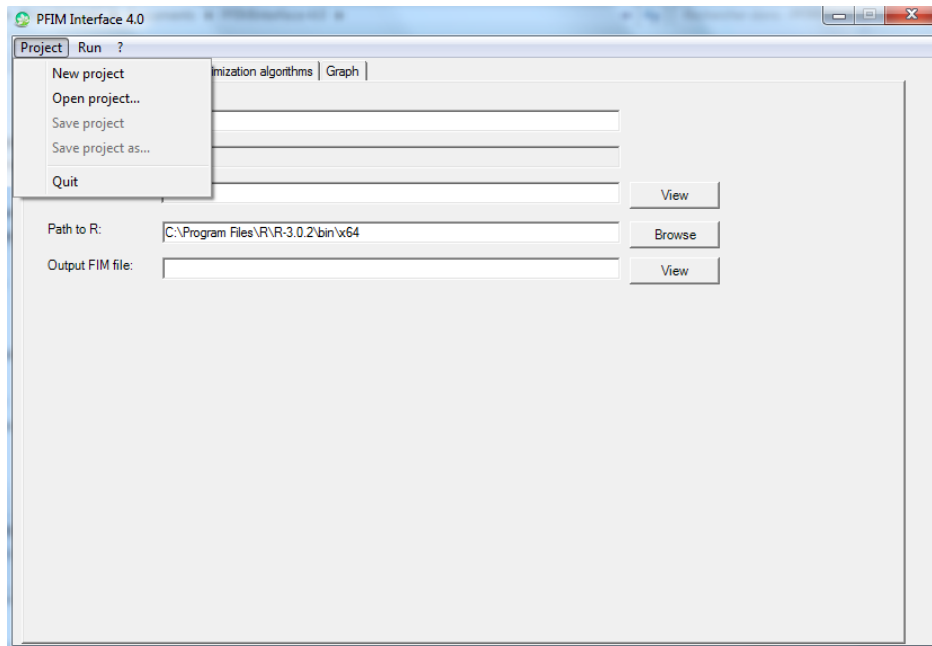 PFIM Interface 4.0
Project Run ?
New project
Open project...
Save project
Save project as...
Quit
imization algorithms Graph
View
Path to R: C:\Program Files\R\R-3.0.2\bin\x64 Browse
Output FIM file: View